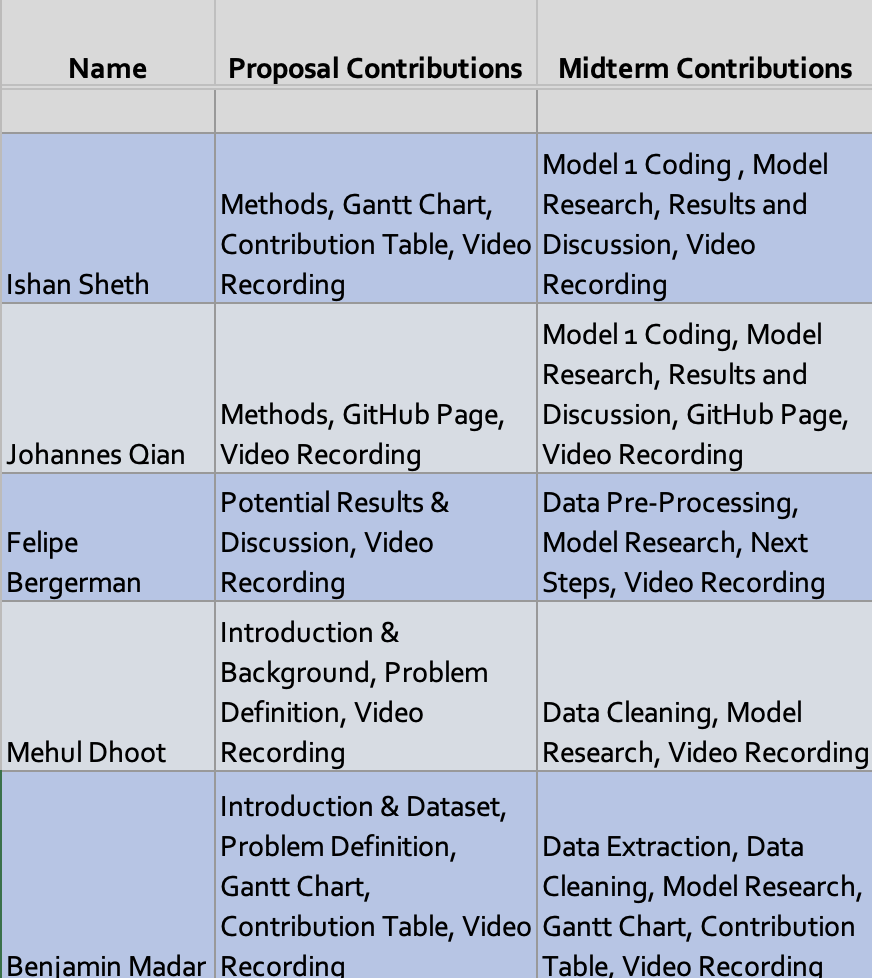 Name Proposal Contributions Midterm Contributions
Ishan Sheth
Methods, Gantt Chart,
Contribution Table, Video
Recording
Model 1 Coding , Model
Research, Results and
Discussion, Video
Recording
Johannes Qian
Methods, GitHub Page,
Video Recording
Model 1 Coding, Model
Research, Results and
Discussion, GitHub Page,
Video Recording
Felipe
Bergerman
Potential Results &
Discussion, Video
Recording
Data Pre-Processing,
Model Research, Next
Steps, Video Recording
Mehul Dhoot
Introduction &
Background, Problem
Definition, Video
Recording
Data Cleaning, Model
Research, Video Recording
Benjamin Madar
Introduction & Dataset,
Problem Definition,
Gantt Chart,
Contribution Table, Video
Recording
Data Extraction, Data
Cleaning, Model Research,
Gantt Chart, Contribution
Table, Video Recording